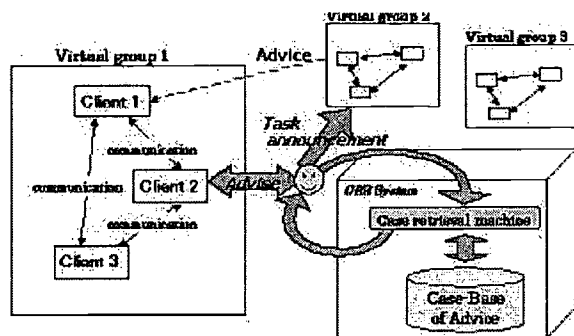 Virtual group 2
Virtual group 3
Advice
Virtual group 1
Client 1
Task
announcement
communication
communication
Client 2
Advise
CBR System
Case retrieval machine
communication
Client 3
Case-Base
of Advice